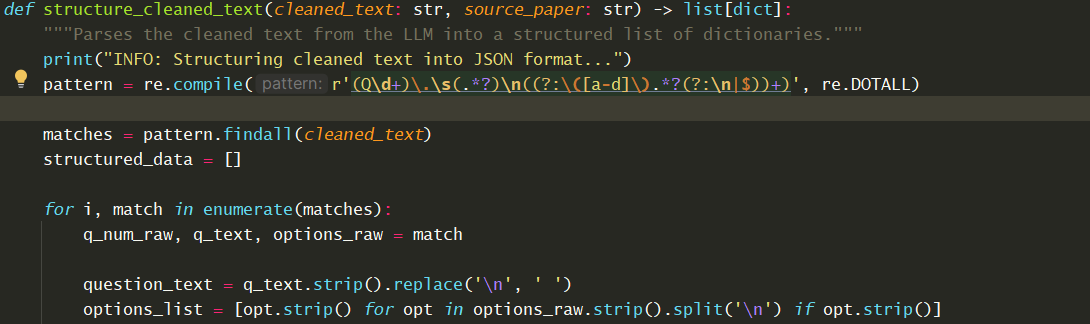 def structure_cleaned_text(cleaned_text: str, source_paper: str) -> list[dict]:
    """Parses the cleaned text from the LLM into a structured list of dictionaries."""
    print("INFO: Structuring cleaned text into JSON format...")
    pattern = re.compile( pattern: r'(Q\d+)\.\s(.*?)\n((?:\([a-d]\).*?(?:\n|$))+)', re.DOTALL)
    matches = pattern.findall(cleaned_text)
    structured_data = []
    for i, match in enumerate(matches):
        q_num_raw, q_text, options_raw = match
        question_text = q_text.strip().replace('\n', ' ')
        options_list = [opt.strip() for opt in options_raw.strip().split('\n') if opt.strip()]